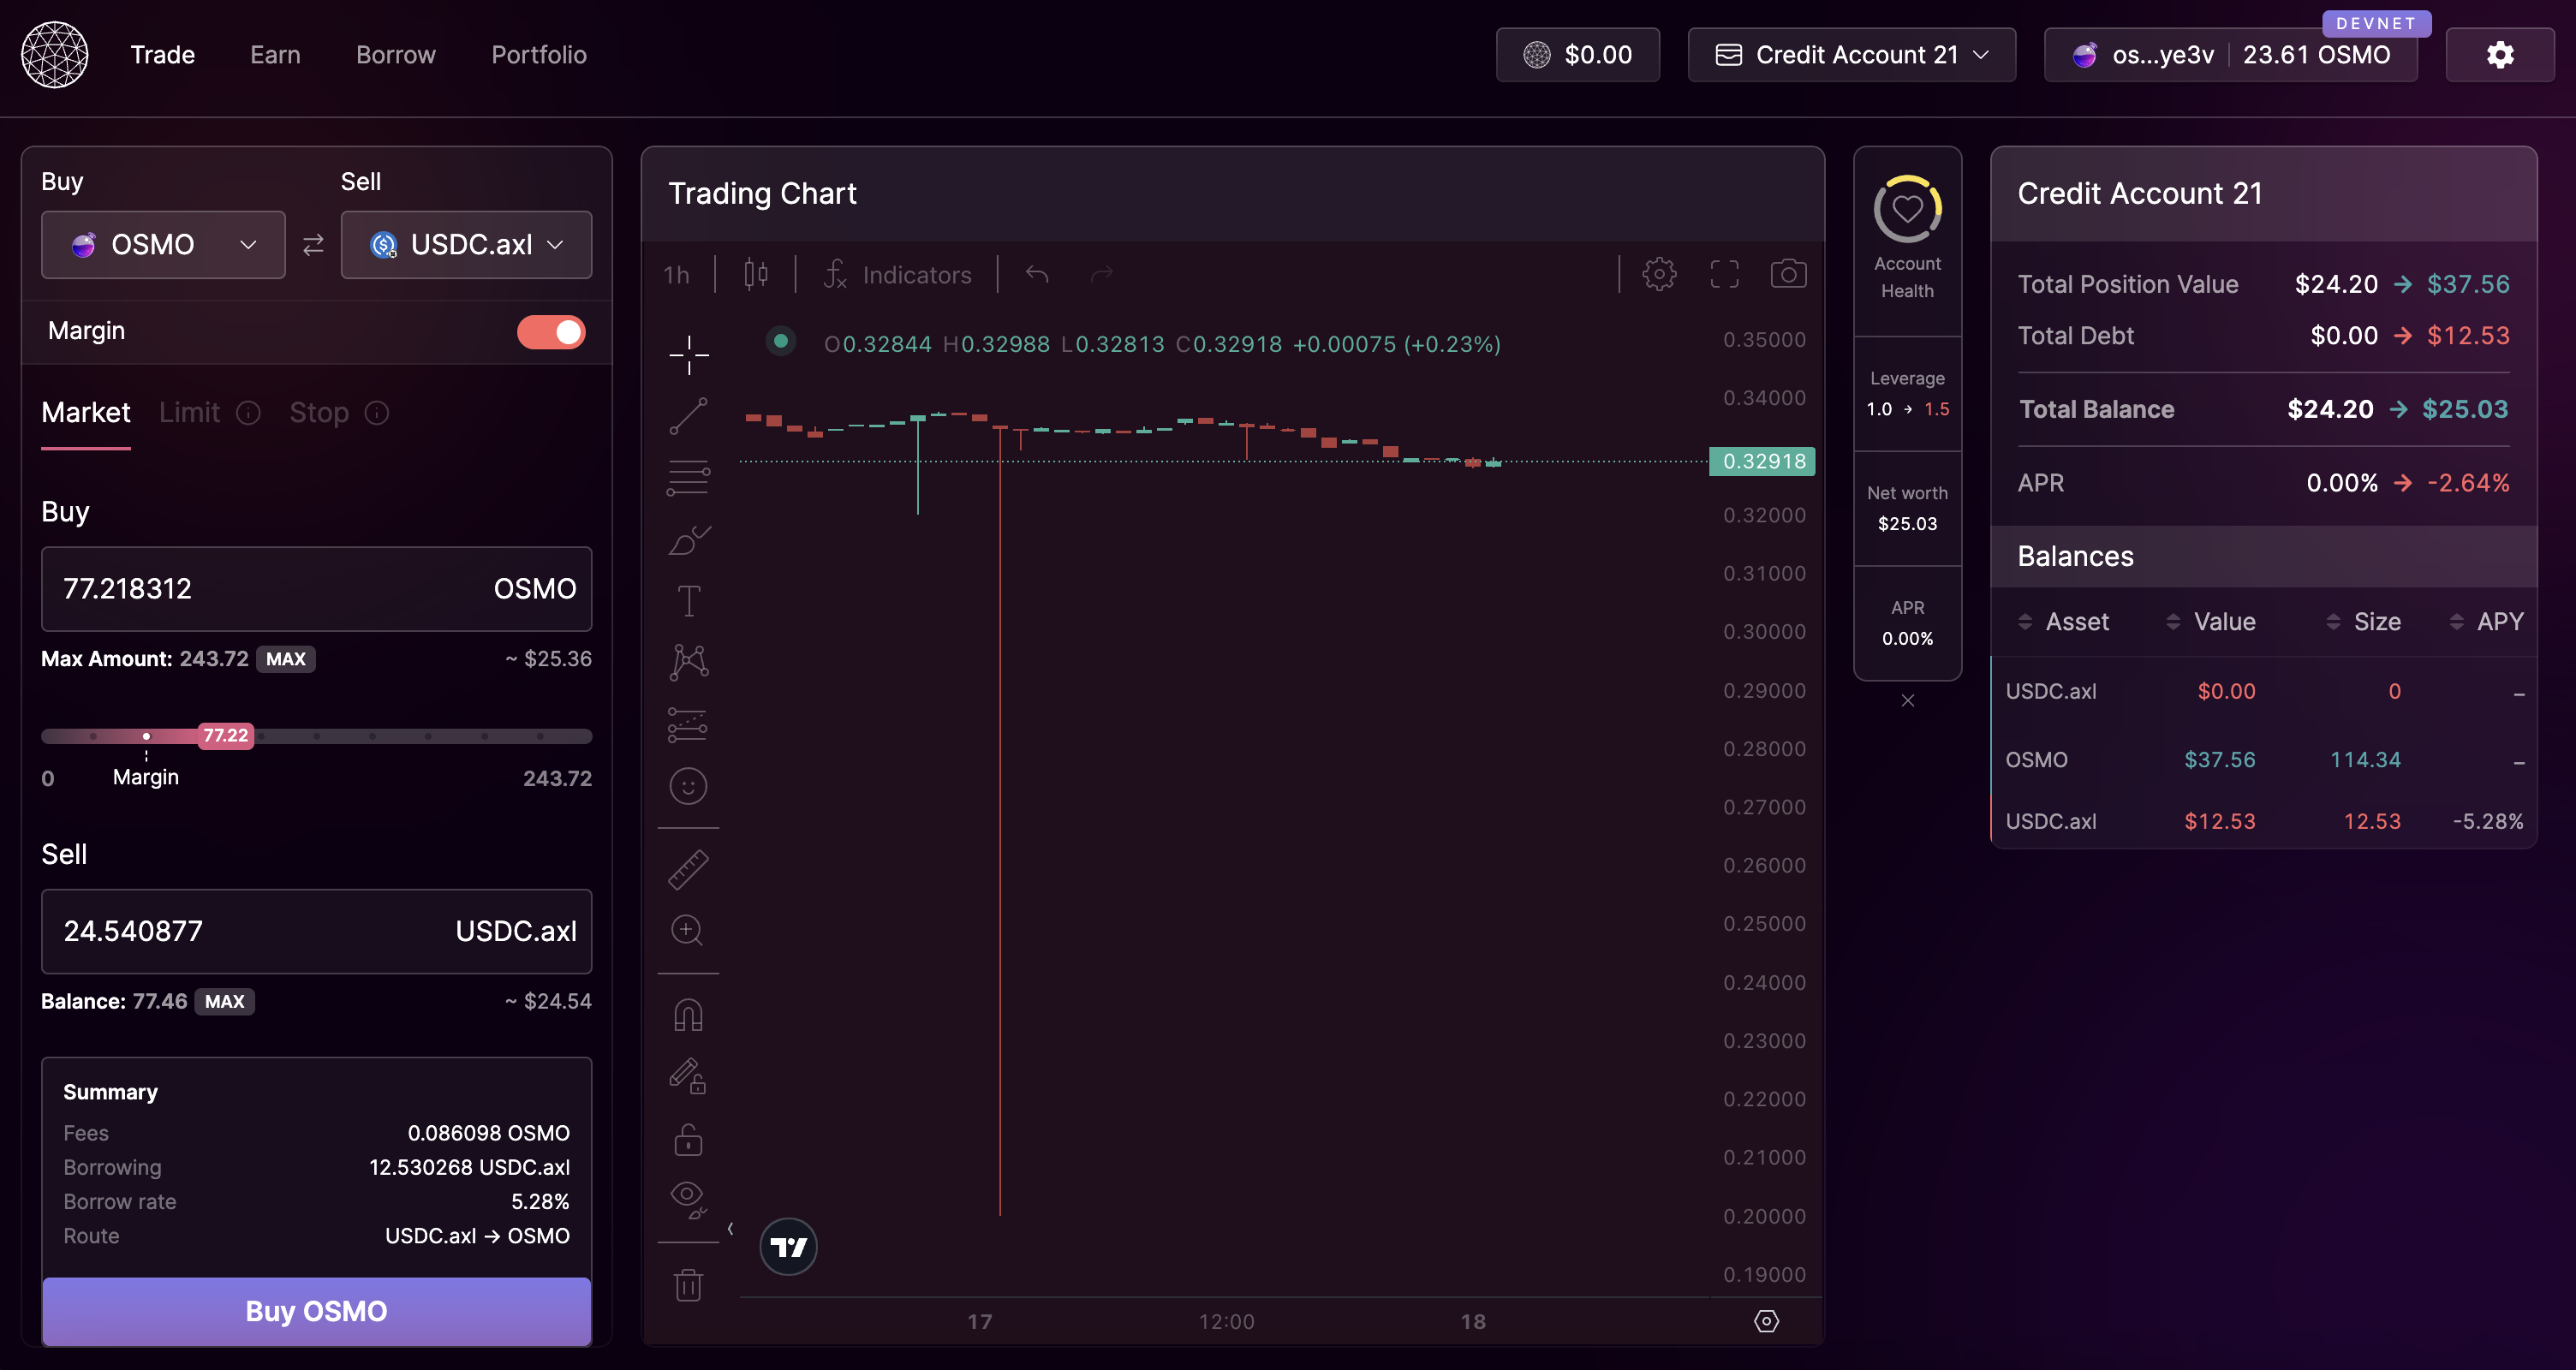 Trade Earn Borrow Portfolio $0.00 Credit Account 21 os...ye3v 23.61 OSMO
DEVNET
Buy Sell
OSMO USDC.axl
Margin
Market Limit Stop
Buy
77.218312 OSMO
Max Amount: 243.72 MAX ~ $25.36
77.22
0 Margin 243.72
Sell
24.540877 USDC.axl
Balance: 77.46 MAX ~ $24.54
Summary
Fees 0.086098 OSMO
Borrowing 12.530268 USDC.axl
Borrow rate 5.28%
Route USDC.axl → OSMO
Buy OSMO
Trading Chart
1h Indicators
O0.32844 H0.32988 L0.32813 C0.32918 +0.00075 (+0.23%)
0.35000
0.34000
0.32918
0.32000
0.31000
0.30000
0.29000
0.28000
0.27000
0.26000
0.25000
0.24000
0.23000
0.22000
0.21000
0.20000
0.19000
17 12:00 18
Account
Health
Leverage
1.0 → 1.5
Net worth
$25.03
APR
0.00%
Credit Account 21
Total Position Value $24.20 → $37.56
Total Debt $0.00 → $12.53
Total Balance $24.20 → $25.03
APR 0.00% → -2.64%
Balances
Asset Value Size APY
USDC.axl $0.00 0 –
OSMO $37.56 114.34 –
USDC.axl $12.53 12.53 -5.28%